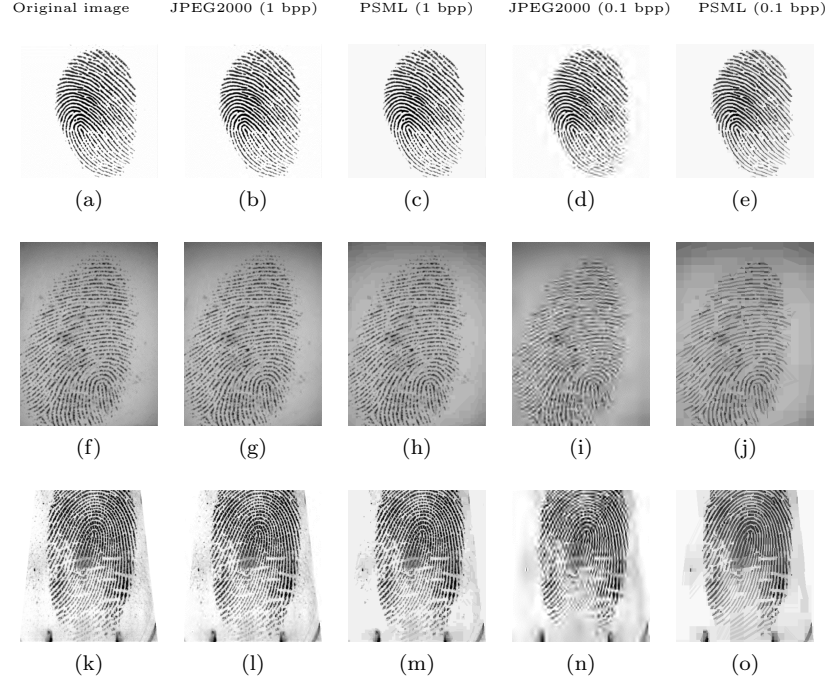 Original image JPEG2000 (1 bpp) PSML (1 bpp) JPEG2000 (0.1 bpp) PSML (0.1 bpp)
(a) (b) (c) (d) (e)
(f) (g) (h) (i) (j)
(k) (l) (m) (n) (o)